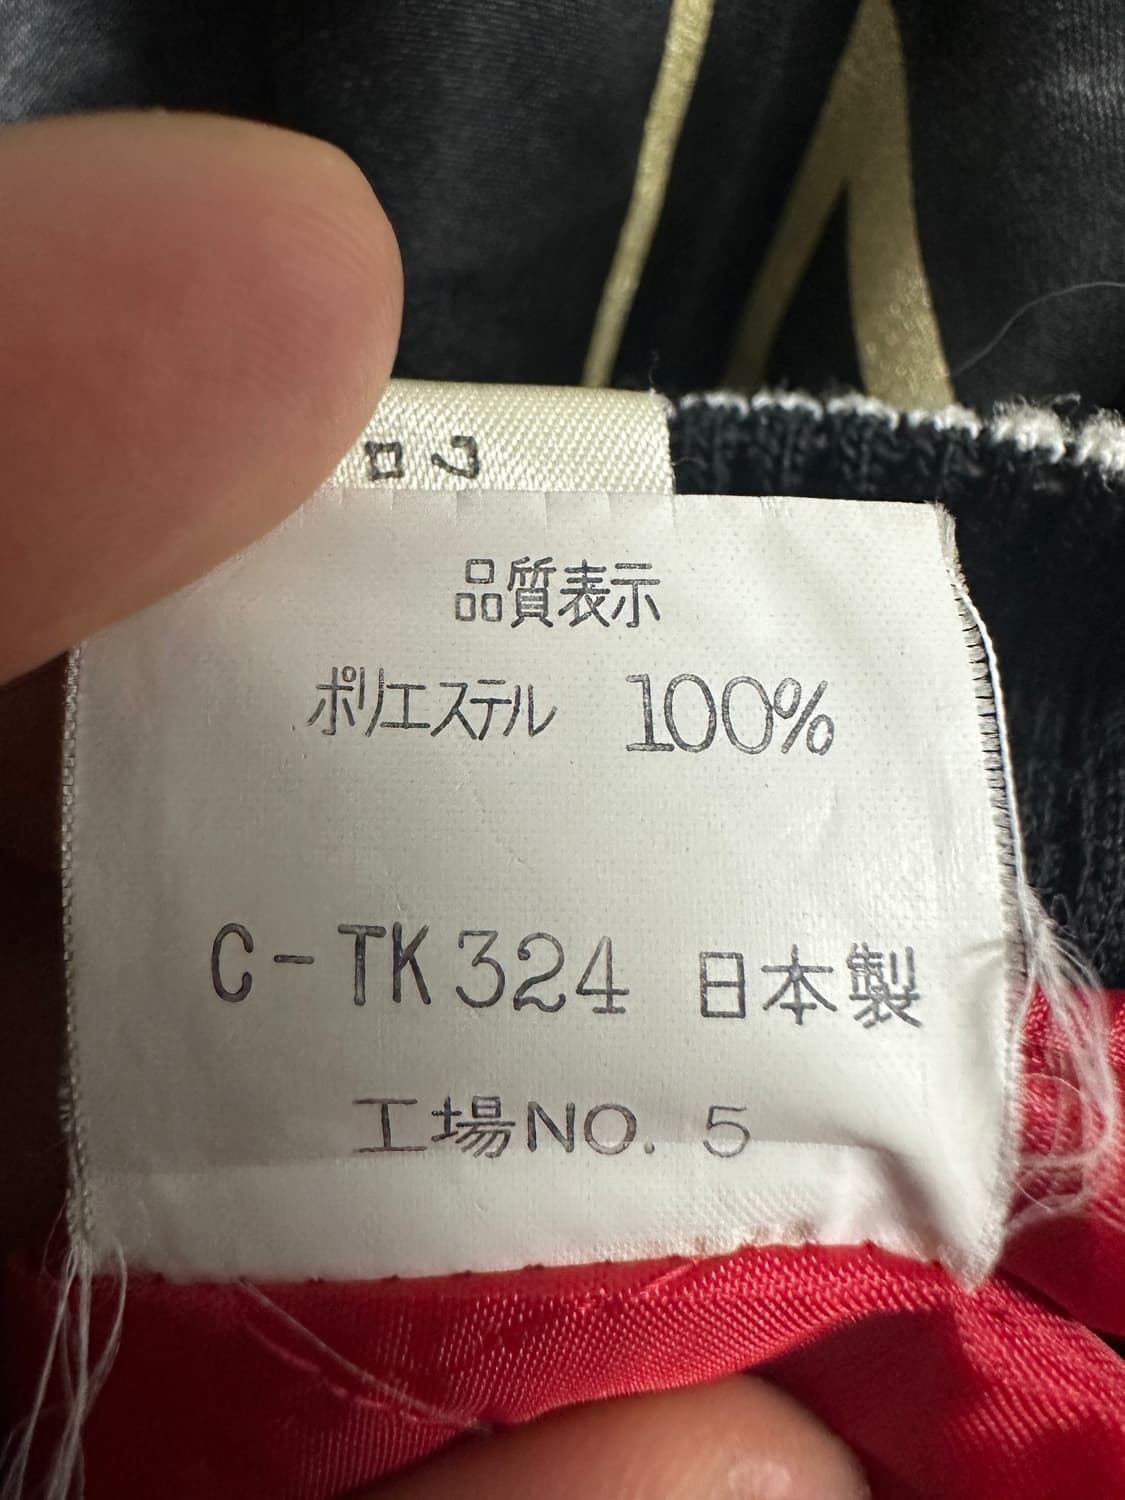 品質表示
ポリエステル 100%
C-TK324 日本製
工場NO. 5